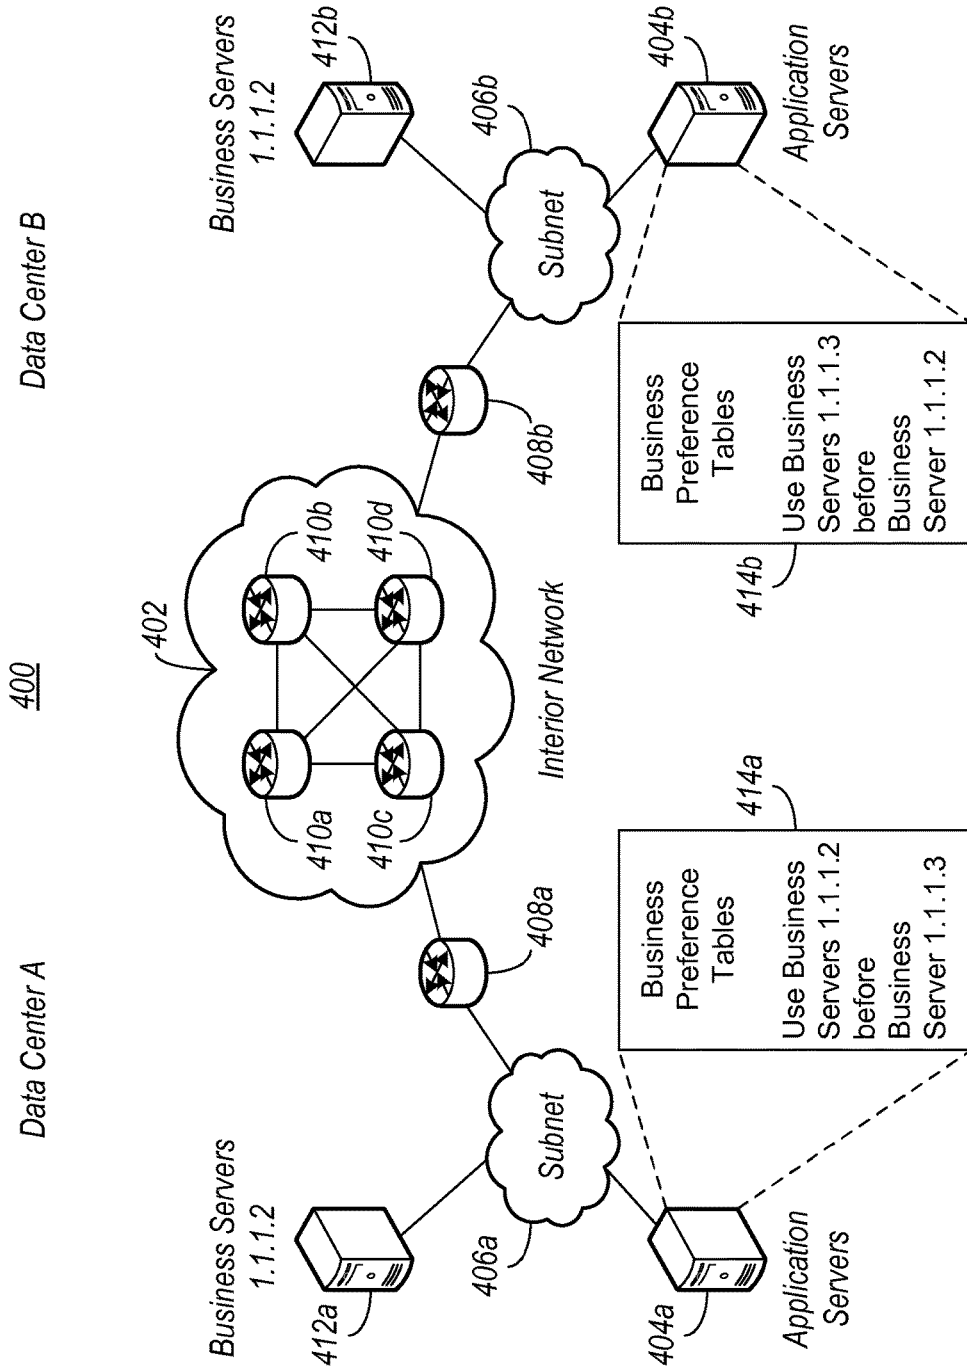 400
Data Center A
Data Center B
Business Servers
1.1.1.2
412a
Business Servers
1.1.1.2
412b
402
410a
410b
410c
410d
Interior Network
408a
408b
Subnet
406a
Subnet
406b
404a
Application
Servers
404b
Application
Servers
414a
Business
Preference
Tables
Use Business
Servers 1.1.1.2
before
Business
Server 1.1.1.3
414b
Business
Preference
Tables
Use Business
Servers 1.1.1.3
before
Business
Server 1.1.1.2